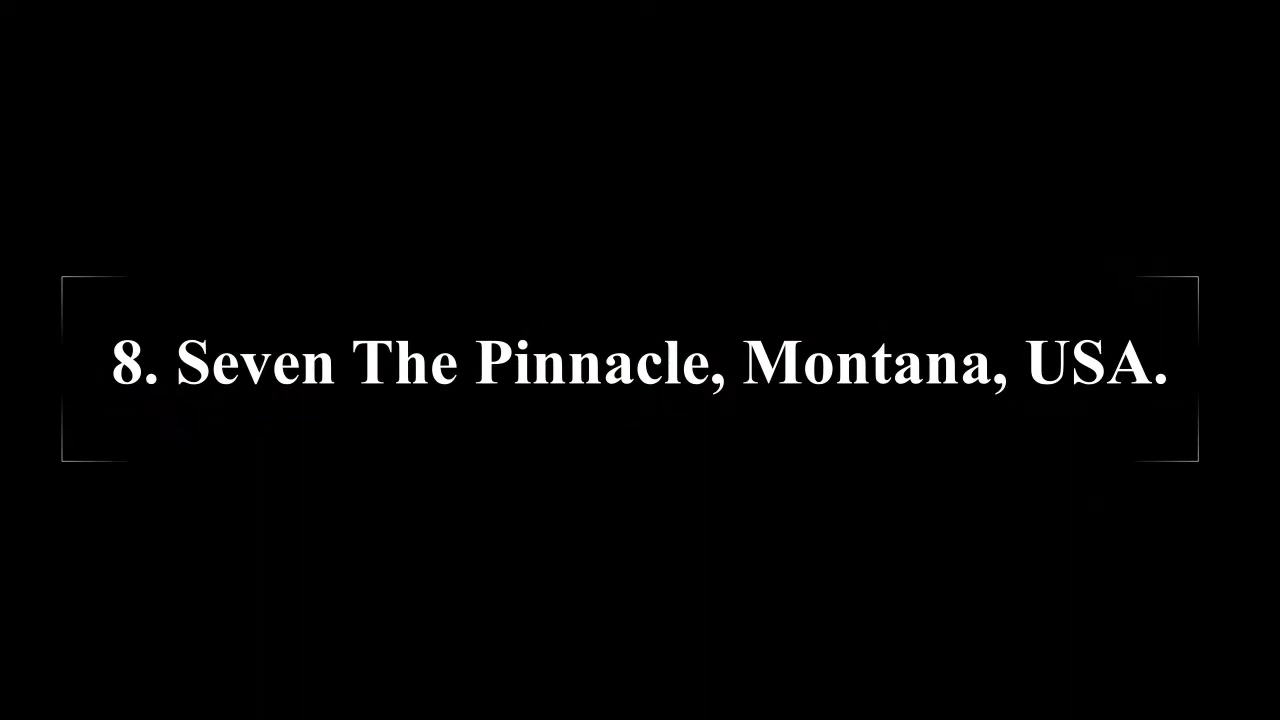 8. Seven The Pinnacle, Montana, USA.